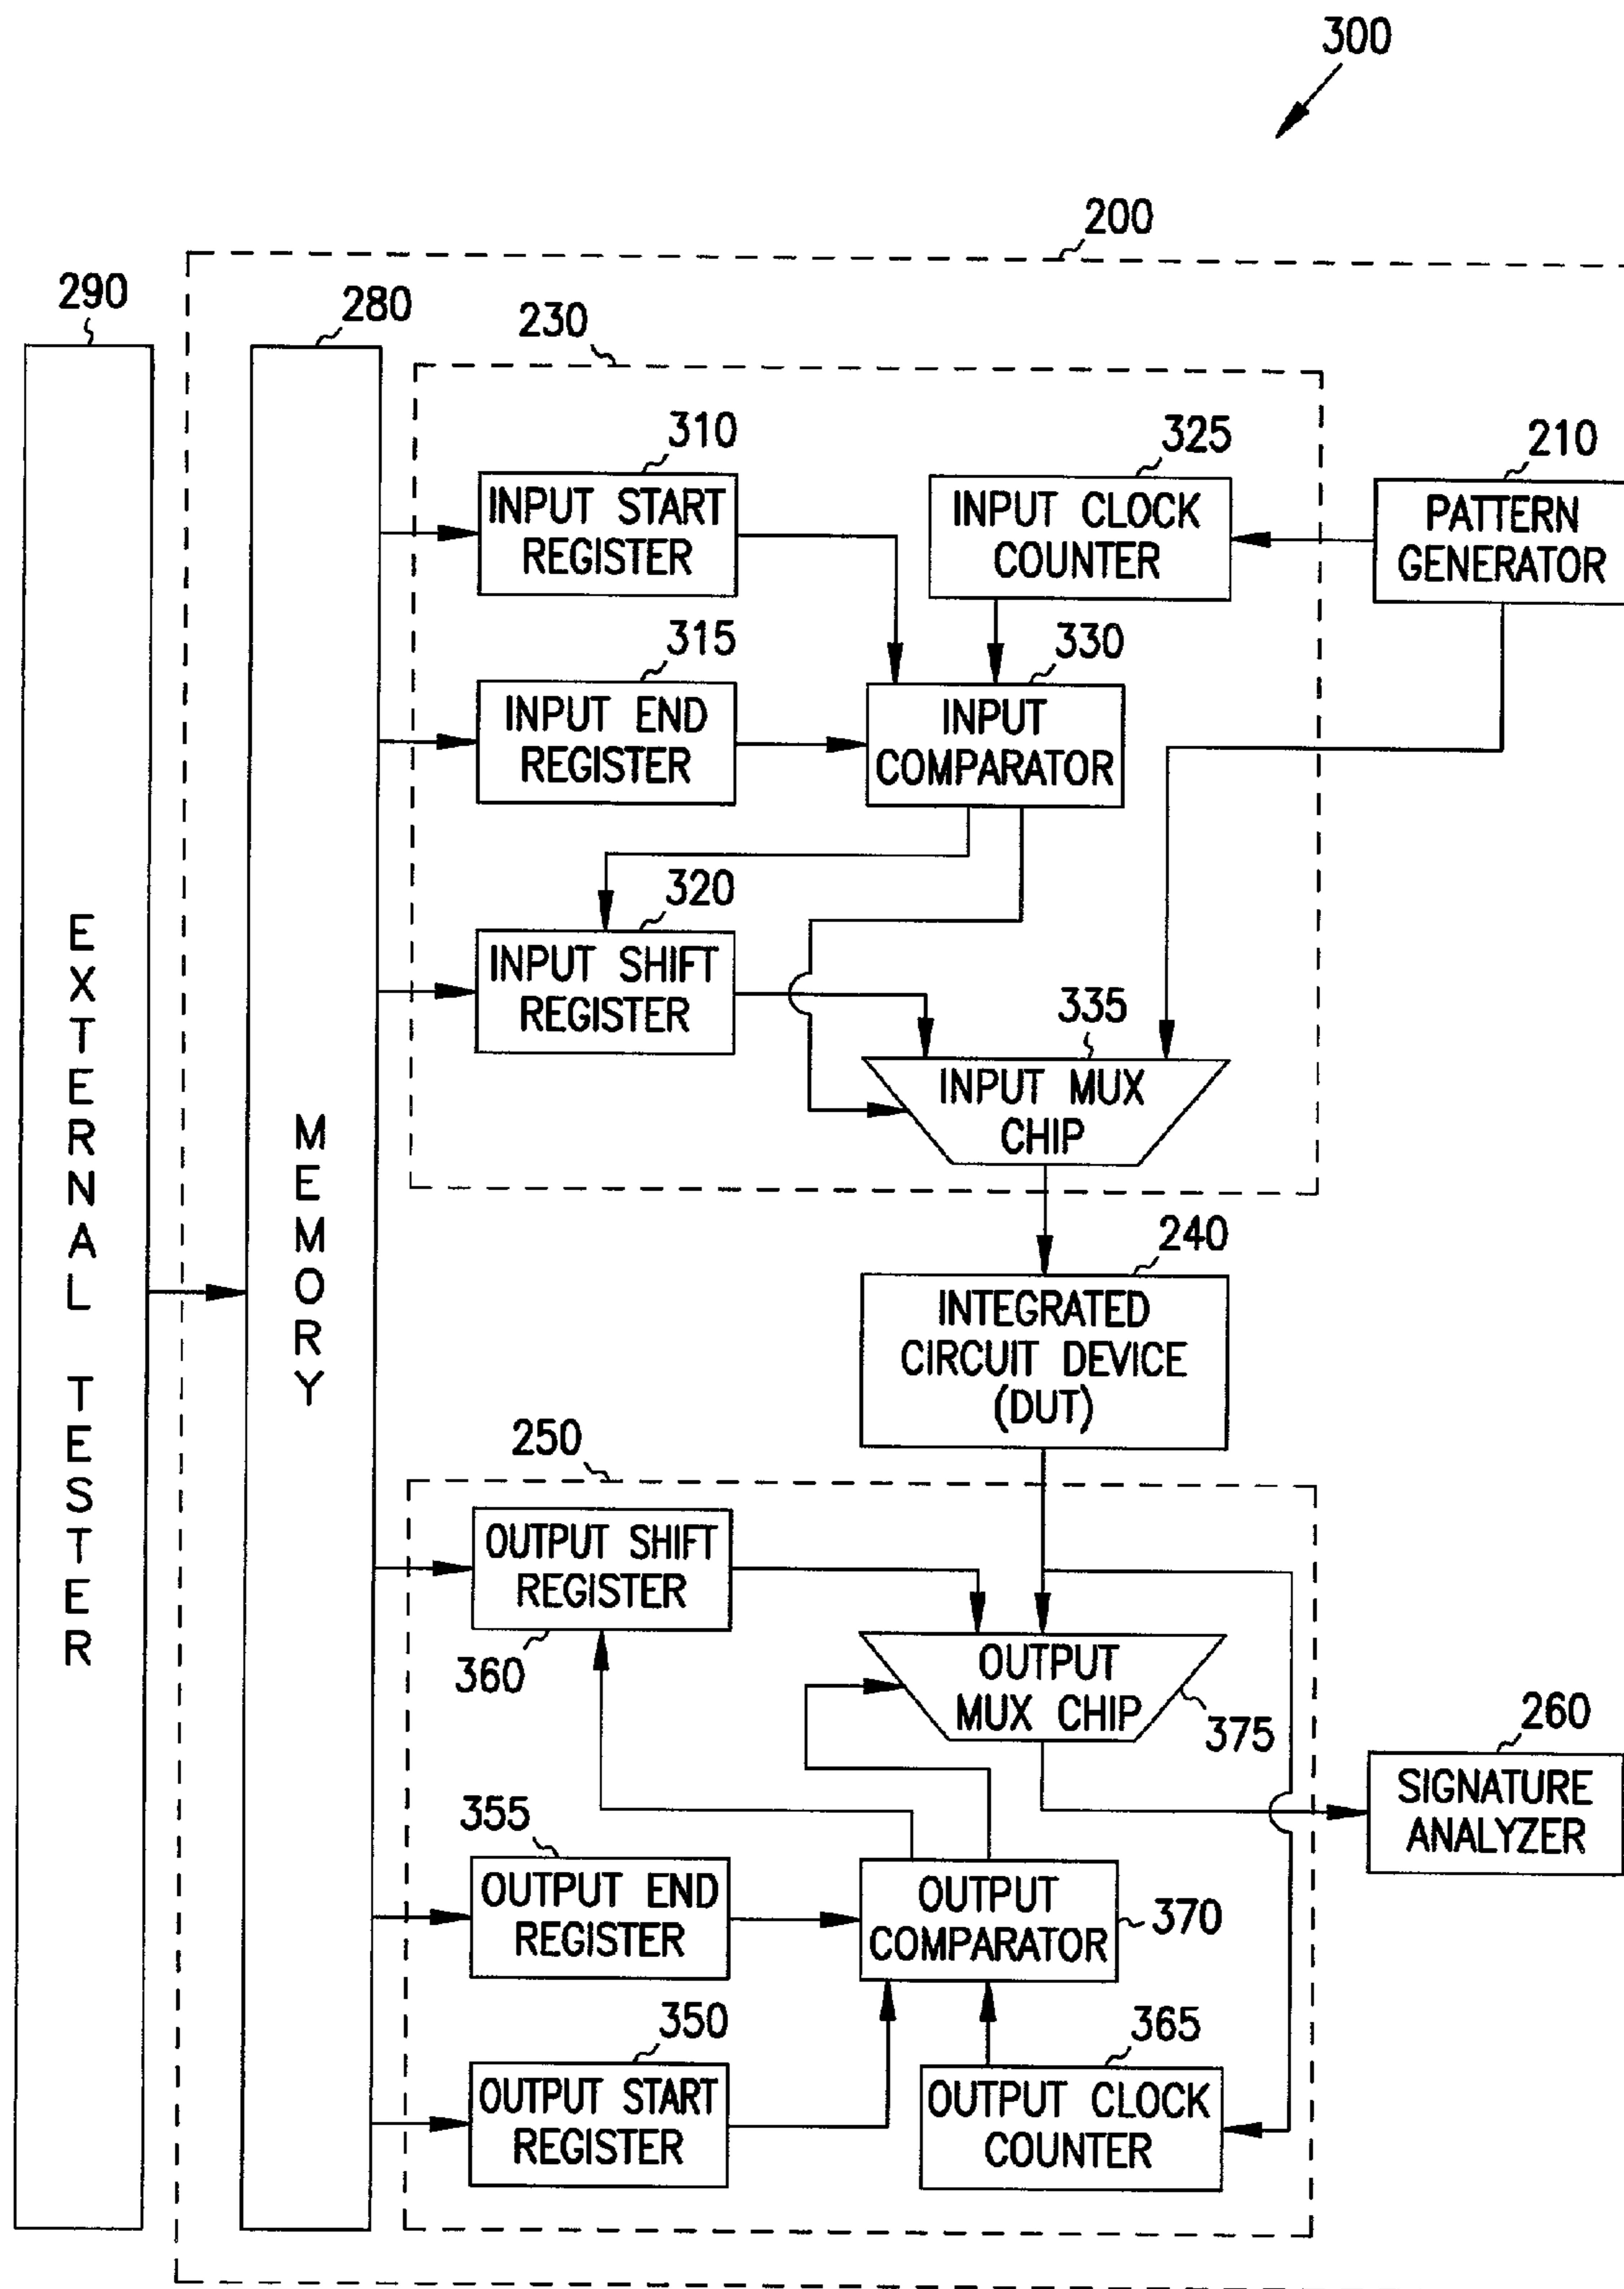 300
200
290
280
230
310
325
210
INPUT START
REGISTER
INPUT CLOCK
COUNTER
PATTERN
GENERATOR
315
330
INPUT END
REGISTER
INPUT
COMPARATOR
320
INPUT SHIFT
REGISTER
335
INPUT MUX
CHIP
EXTERNAL TESTER
MEMORY
240
INTEGRATED
CIRCUIT DEVICE
(DUT)
250
OUTPUT SHIFT
REGISTER
360
OUTPUT
MUX CHIP
375
260
SIGNATURE
ANALYZER
355
OUTPUT END
REGISTER
OUTPUT
COMPARATOR
370
350
365
OUTPUT START
REGISTER
OUTPUT CLOCK
COUNTER